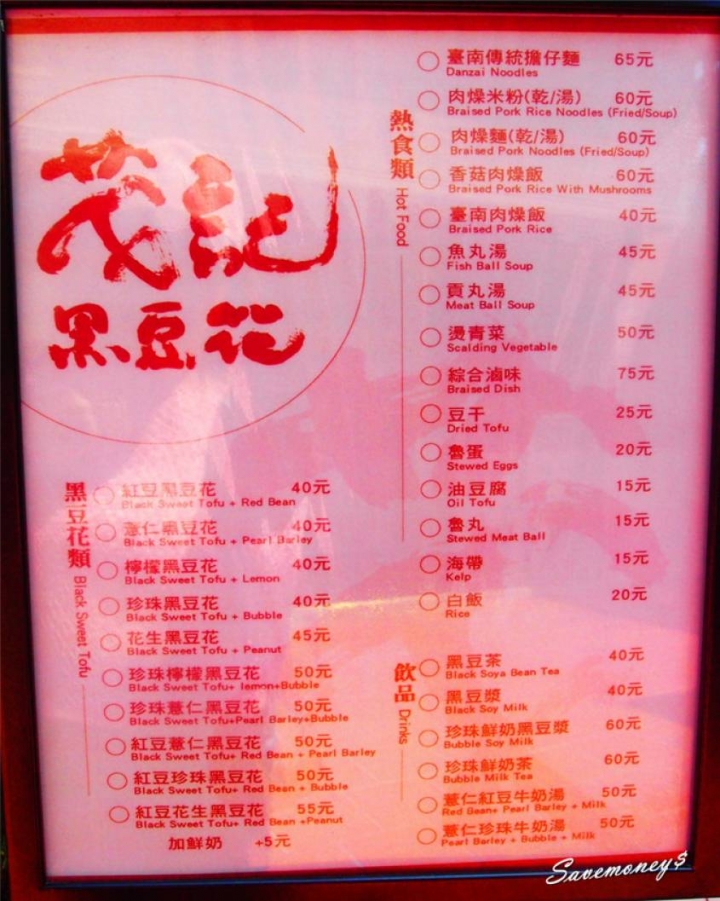 茂記
黑豆花
黑豆花類 Black Sweet Tofu
紅豆黑豆花 40元
Black Sweet Tofu + Red Bean
薏仁黑豆花 40元
Black Sweet Tofu + Pearl Barley
檸檬黑豆花 40元
Black Sweet Tofu + Lemon
珍珠黑豆花 40元
Black Sweet Tofu + Bubble
花生黑豆花 45元
Black Sweet Tofu + Peanut
珍珠檸檬黑豆花 50元
Black Sweet Tofu+ lemon+Bubble
珍珠薏仁黑豆花 50元
Black Sweet Tofu+Pearl Barley+Bubble
紅豆薏仁黑豆花 50元
Black Sweet Tofu+ Red Bean + Pearl Barley
紅豆珍珠黑豆花 50元
Black Sweet Tofu+ Red Bean + Bubble
紅豆花生黑豆花 55元
Black Sweet Tofu+ Red Bean +Peanut
加鮮奶 +5元
熱食類 Hot Food
臺南傳統擔仔麵 65元
Danzai Noodles
肉燥米粉(乾/湯) 60元
Braised Pork Rice Noodles (Fried/Soup)
肉燥麵(乾/湯) 60元
Braised Pork Noodles (Fried/Soup)
香菇肉燥飯 60元
Braised Pork Rice With Mushrooms
臺南肉燥飯 40元
Braised Pork Rice
魚丸湯 45元
Fish Ball Soup
貢丸湯 45元
Meat Ball Soup
燙青菜 50元
Scalding Vegetable
綜合滷味 75元
Braised Dish
豆干 25元
Dried Tofu
魯蛋 20元
Stewed Eggs
油豆腐 15元
Oil Tofu
魯丸 15元
Stewed Meat Ball
海帶 15元
Kelp
白飯 20元
Rice
飲品 Drinks
黑豆茶 40元
Black Soya Bean Tea
黑豆漿 40元
Black Soy Milk
珍珠鮮奶黑豆漿 60元
Bubble Soy Milk
珍珠鮮奶茶 60元
Bubble Milk Tea
薏仁紅豆牛奶湯 50元
Red Bean+ Pearl Barley + Milk
薏仁珍珠牛奶湯 50元
Pearl Barley + Bubble + Milk
Savemoney$